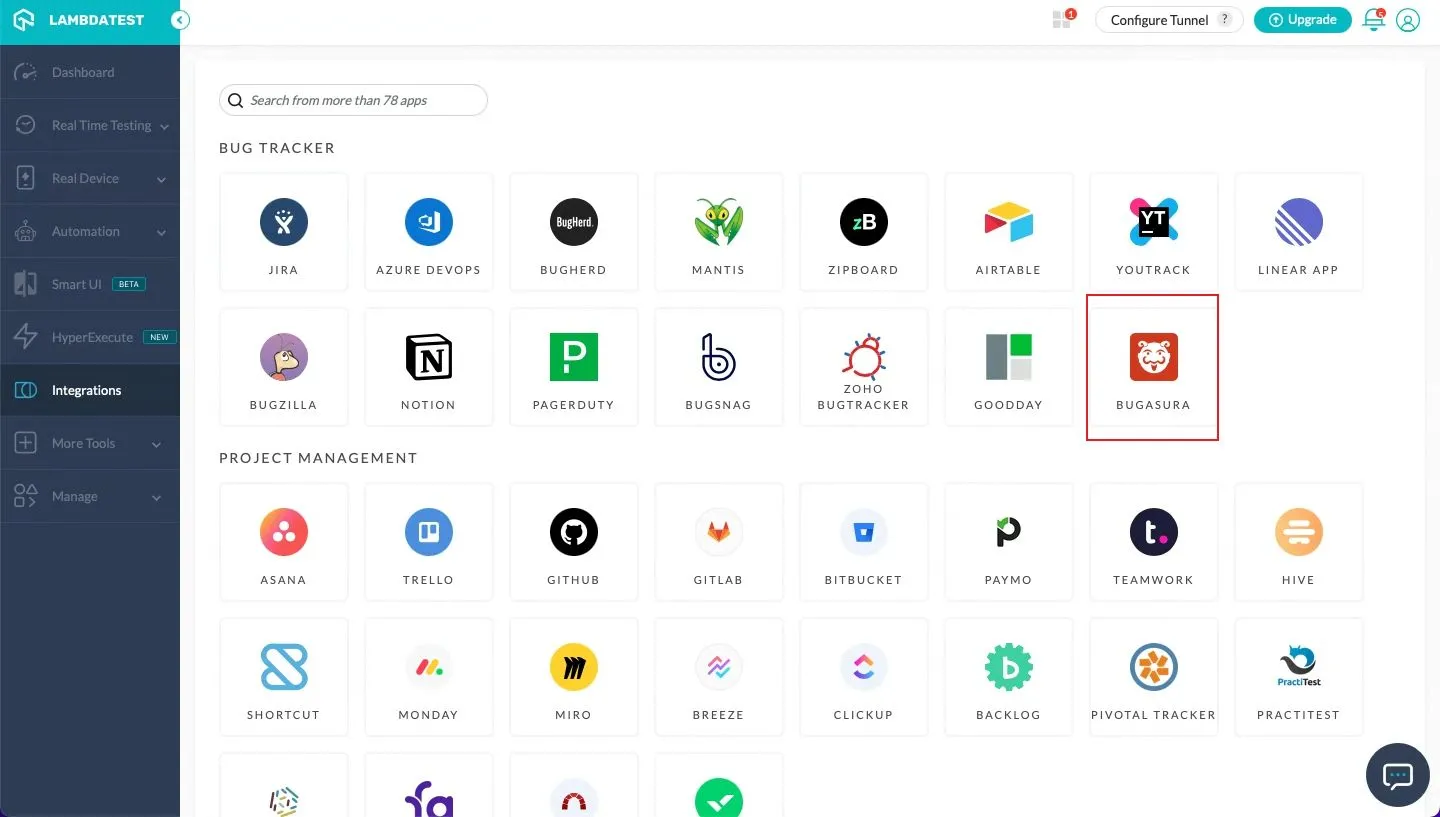 LAMBDATEST
1
Configure Tunnel ?
Upgrade
Dashboard
Real Time Testing
Real Device
Automation
Smart UI BETA
HyperExecute NEW
Integrations
More Tools
Manage
Search from more than 78 apps
BUG TRACKER
JIRA
AZURE DEVOPS
BugHerd.
BUGHERD
MANTIS
zB
ZIPBOARD
AIRTABLE
YT
YOUTRACK
LINEAR APP
BUGZILLA
N
NOTION
P
PAGERDUTY
b
BUGSNAG
ZOHO
BUGTRACKER
GOODDAY
BUGASURA
PROJECT MANAGEMENT
ASANA
TRELLO
GITHUB
GITLAB
BITBUCKET
PAYMO
t.
TEAMWORK
HIVE
SHORTCUT
MONDAY
MIRO
BREEZE
CLICKUP
b
BACKLOG
PIVOTAL TRACKER
PractiTest
PRACTITEST